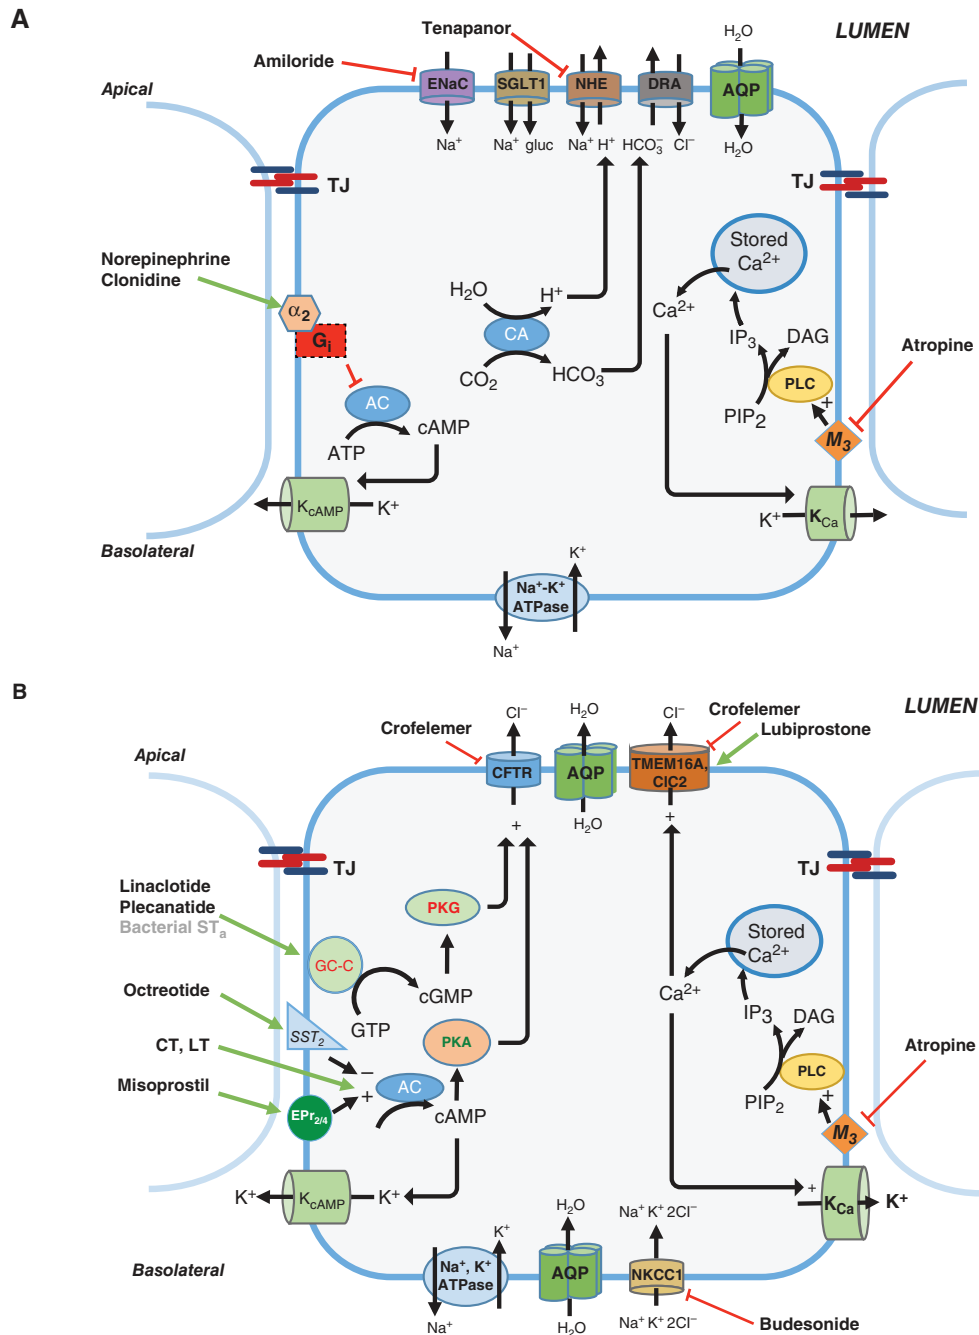 A
LUMEN
Tenapanor
H₂O
Amiloride
Apical
ENaC SGLT1 NHE DRA AQP
Na⁺ Na⁺ gluc Na⁺ H⁺ HCO₃⁻ Cl⁻ H₂O
TJ TJ
Stored
Ca²⁺
Norepinephrine
Clonidine
H₂O H⁺ Ca²⁺
α₂
Gᵢ
CA
IP₃ DAG
Atropine
CO₂ HCO₃
PLC
AC
PIP₂ +
ATP cAMP
M₃
K_cAMP K⁺
K⁺ K_Ca
Basolateral
K⁺
Na⁺-K⁺
ATPase
Na⁺
B
LUMEN
Crofelemer
Lubiprostone
Cl⁻ H₂O Cl⁻
Crofelemer
Apical
CFTR AQP TMEM16A,
ClC2
H₂O
+ +
TJ TJ
Linaclotide
Plecanatide
Bacterial STₐ
PKG
Stored
Ca²⁺
GC-C
cGMP Ca²⁺
GTP
IP₃ DAG
Octreotide
SST₂
PKA
CT, LT
Atropine
−
+
AC
PLC
Misoprostil
PIP₂ +
EPr₂/₄
cAMP
M₃
K⁺ K_cAMP K⁺
+
K_Ca K⁺
H₂O Na⁺ K⁺ 2Cl⁻
K⁺
Basolateral
Na⁺, K⁺
ATPase
AQP NKCC1
Na⁺ H₂O Na⁺ K⁺ 2Cl⁻
Budesonide